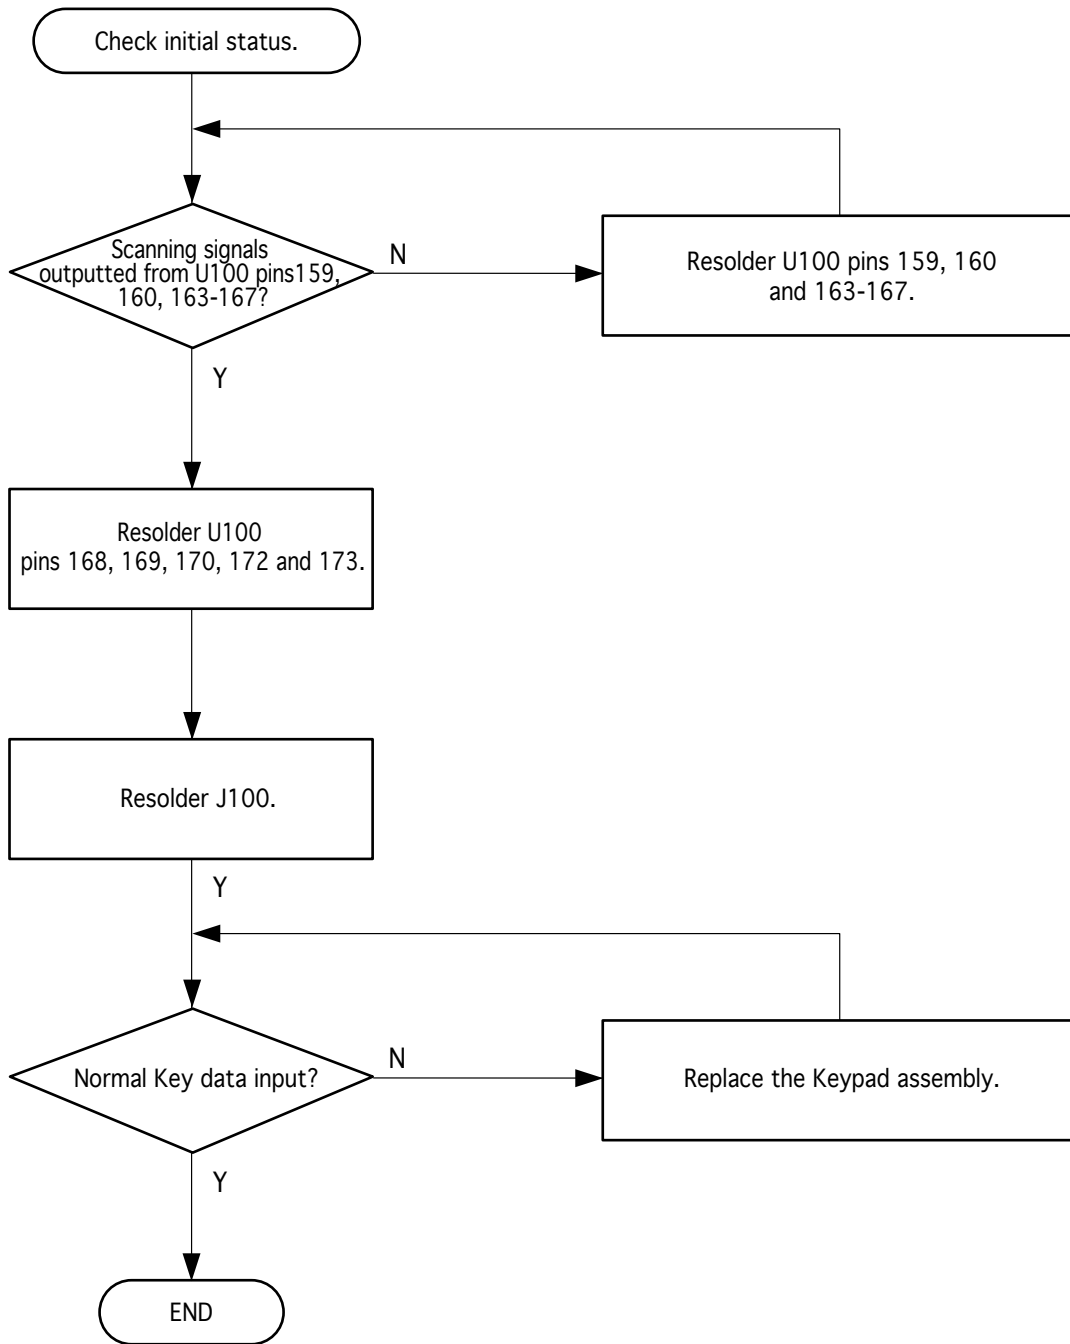 Check initial status.
Scanning signals
outputted from U100 pins159,
160, 163-167?
N
Resolder U100 pins 159, 160
and 163-167.
Y
Resolder U100
pins 168, 169, 170, 172 and 173.
Resolder J100.
Y
Normal Key data input?
N
Replace the Keypad assembly.
Y
END